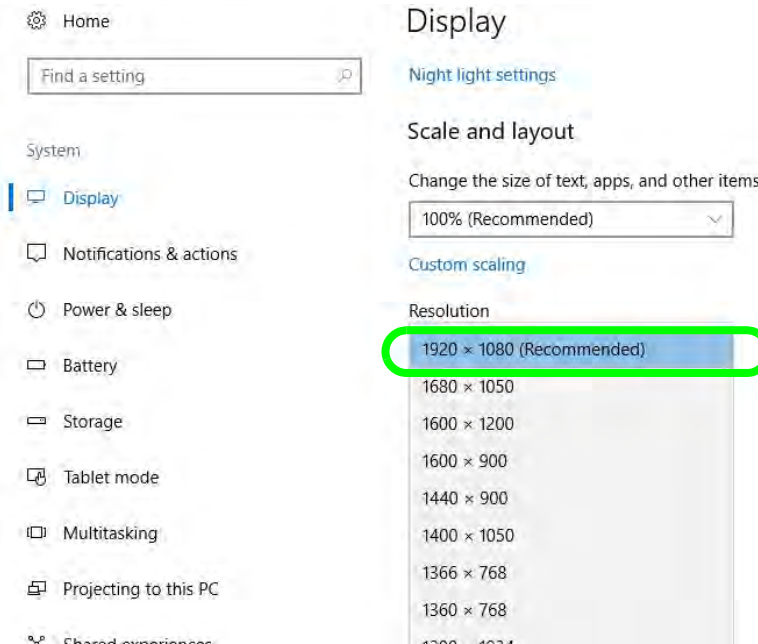 Home
Find a setting
System
Display
Notifications & actions
Power & sleep
Battery
Storage
Tablet mode
Multitasking
Projecting to this PC
Shared experiences
Display
Night light settings
Scale and layout
Change the size of text, apps, and other items
100% (Recommended)
Custom scaling
Resolution
1920 × 1080 (Recommended)
1680 × 1050
1600 × 1200
1600 × 900
1440 × 900
1400 × 1050
1366 × 768
1360 × 768